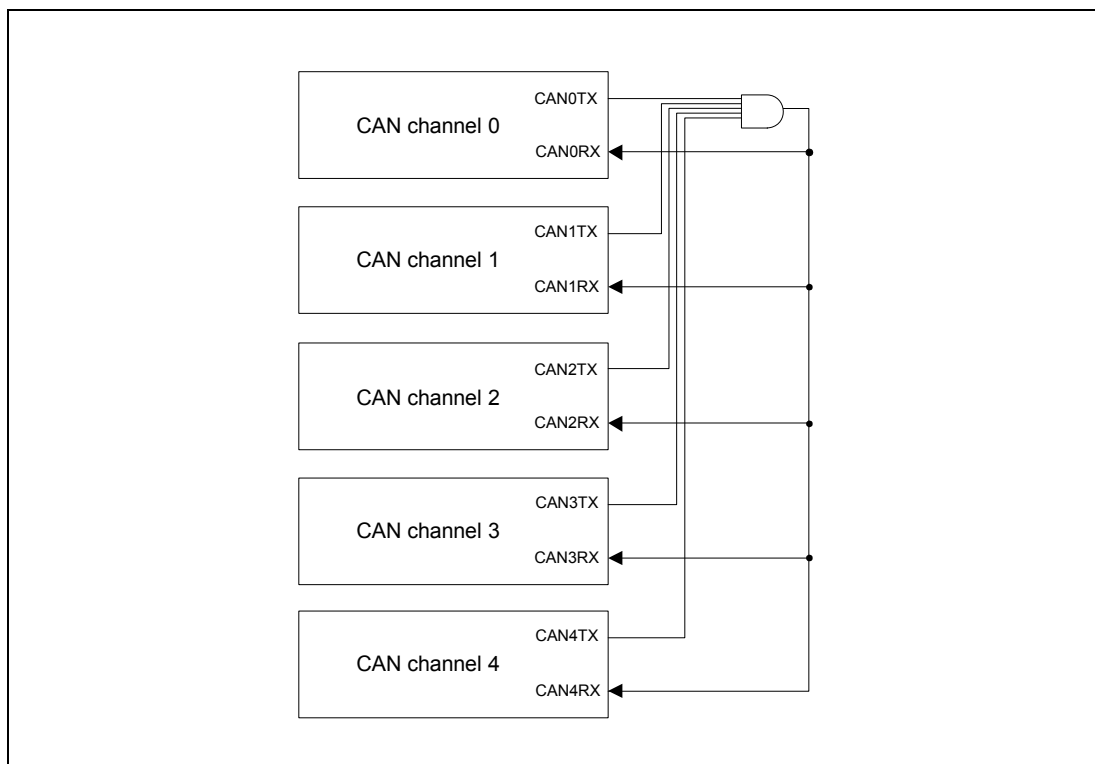 CAN0TX
CAN channel 0
CAN0RX
CAN1TX
CAN channel 1
CAN1RX
CAN2TX
CAN channel 2
CAN2RX
CAN3TX
CAN channel 3
CAN3RX
CAN4TX
CAN channel 4
CAN4RX